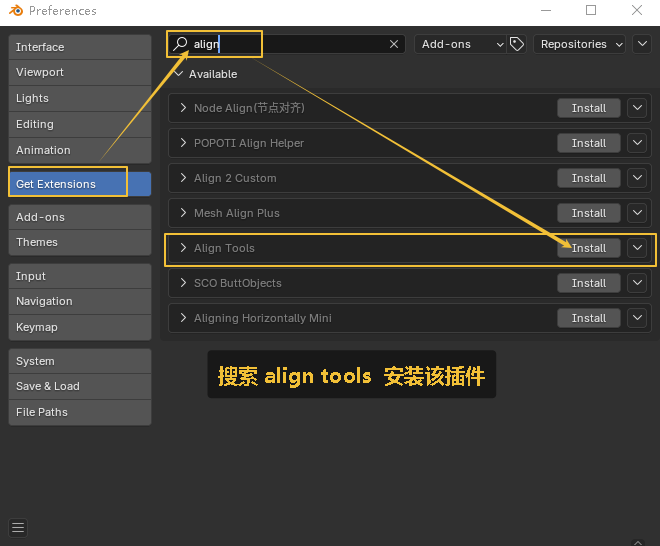 Preferences
Interface
Viewport
Lights
Editing
Animation
Get Extensions
Add-ons
Themes
Input
Navigation
Keymap
System
Save & Load
File Paths
align
Add-ons
Repositories
Available
Node Align(节点对齐)
Install
POPOTI Align Helper
Install
Align 2 Custom
Install
Mesh Align Plus
Install
Align Tools
Install
SCO ButtObjects
Install
Aligning Horizontally Mini
Install
搜索 align tools 安装该插件